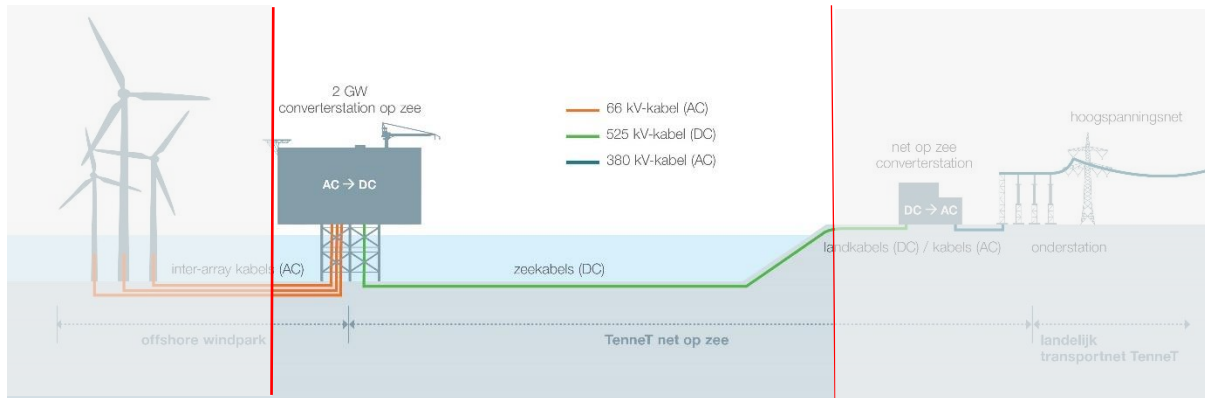 2 GW
converterstation op zee
AC → DC
66 kV-kabel (AC)
525 kV-kabel (DC)
380 kV-kabel (AC)
hoogspanningsnet
net op zee
converterstation
DC → AC
inter-array kabels (AC)
zeekabels (DC)
landkabels (DC) / kabels (AC)
onderstation
offshore windpark
TenneT net op zee
landelijk
transportnet TenneT